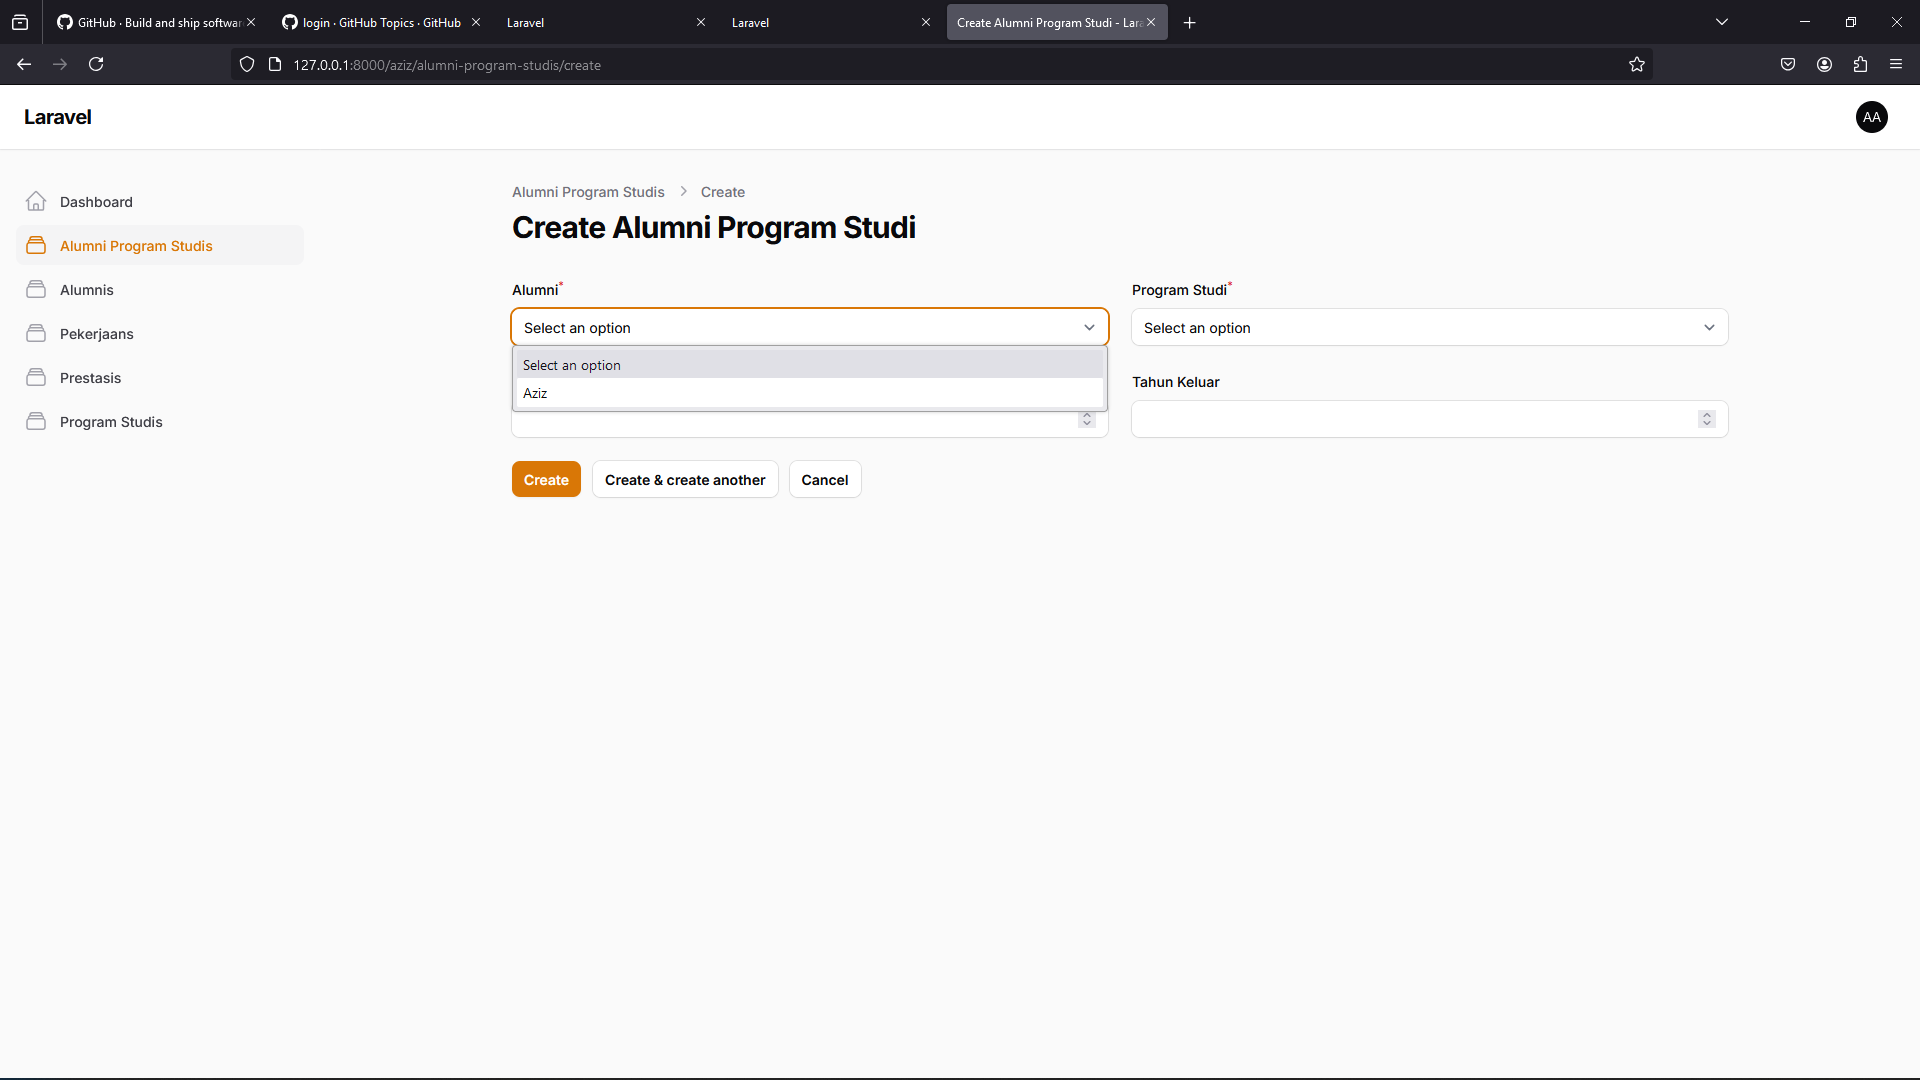 GitHub · Build and ship softwar
login · GitHub Topics · GitHub
Laravel
Laravel
Create Alumni Program Studi - Lara
127.0.0.1:8000/aziz/alumni-program-studis/create
Laravel
AA
Dashboard
Alumni Program Studis
Alumnis
Pekerjaans
Prestasis
Program Studis
Alumni Program Studis > Create
Create Alumni Program Studi
Alumni*
Select an option
Select an option
Aziz
Program Studi*
Select an option
Tahun Keluar
Create
Create & create another
Cancel